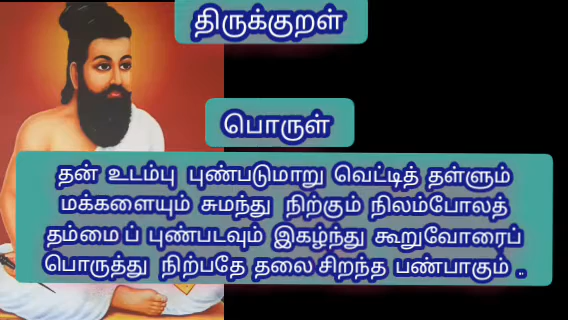 திருக்குறள்
பொருள்
தன் உடம்பு புண்படுமாறு வெட்டித் தள்ளும்
மக்களையும் சுமந்து நிற்கும் நிலம்போலத்
தம்மைப் புண்படவும் இகழ்ந்து கூறுவோரைப்
பொருத்து நிற்பதே தலை சிறந்த பண்பாகும் ..